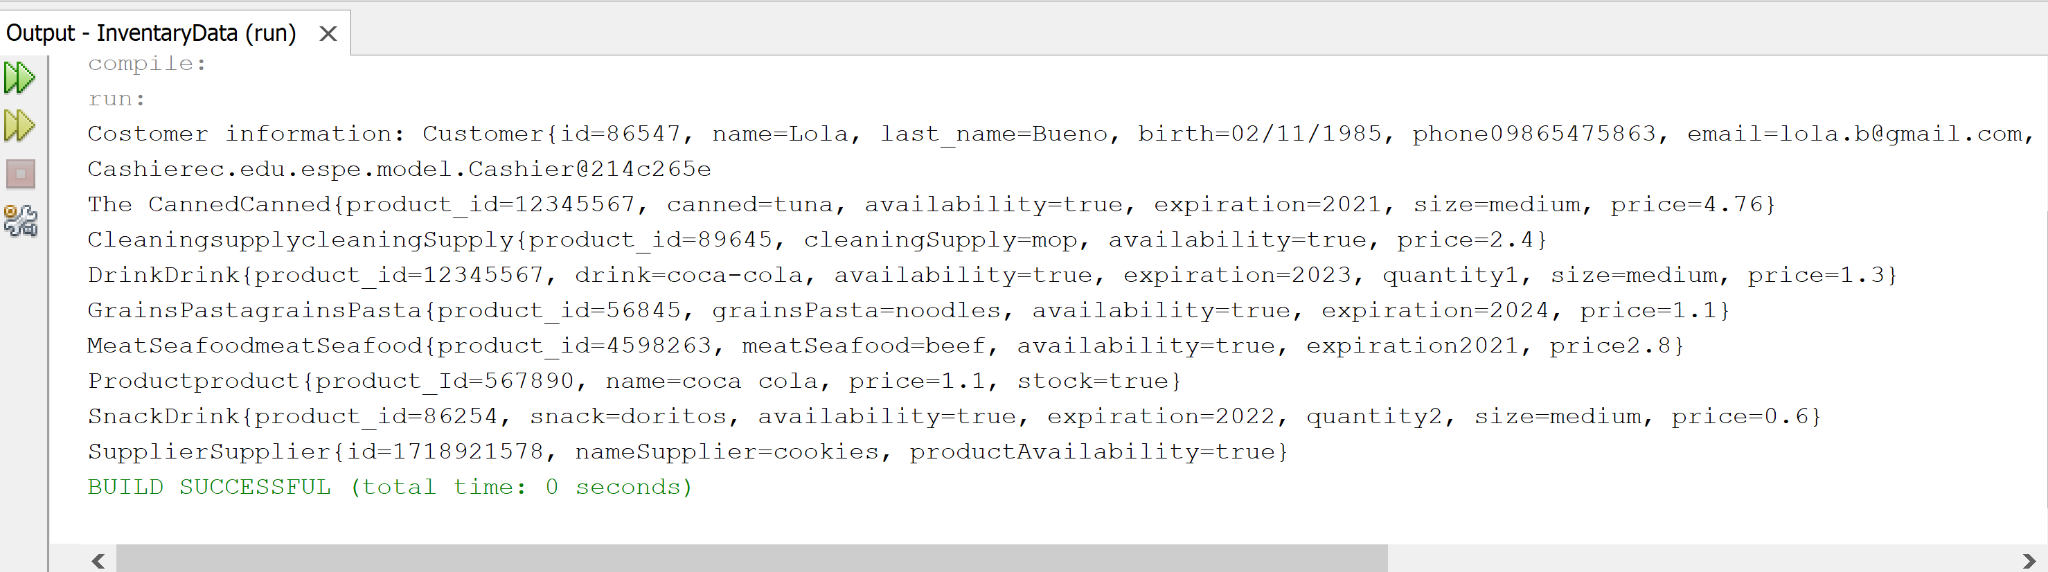 Output - InventaryData (run)
compile:
run:
Costomer information: Customer{id=86547, name=Lola, last_name=Bueno, birth=02/11/1985, phone09865475863, email=lola.b@gmail.com,
Cashierec.edu.espe.model.Cashier@214c265e
The CannedCanned{product_id=12345567, canned=tuna, availability=true, expiration=2021, size=medium, price=4.76}
CleaningsupplycleaningSupply{product_id=89645, cleaningSupply=mop, availability=true, price=2.4}
DrinkDrink{product_id=12345567, drink=coca-cola, availability=true, expiration=2023, quantity1, size=medium, price=1.3}
GrainsPastagrainsPasta{product_id=56845, grainsPasta=noodles, availability=true, expiration=2024, price=1.1}
MeatSeafoodmeatSeafood{product_id=4598263, meatSeafood=beef, availability=true, expiration2021, price2.8}
Productproduct{product_Id=567890, name=coca cola, price=1.1, stock=true}
SnackDrink{product_id=86254, snack=doritos, availability=true, expiration=2022, quantity2, size=medium, price=0.6}
SupplierSupplier{id=1718921578, nameSupplier=cookies, productAvailability=true}
BUILD SUCCESSFUL (total time: 0 seconds)